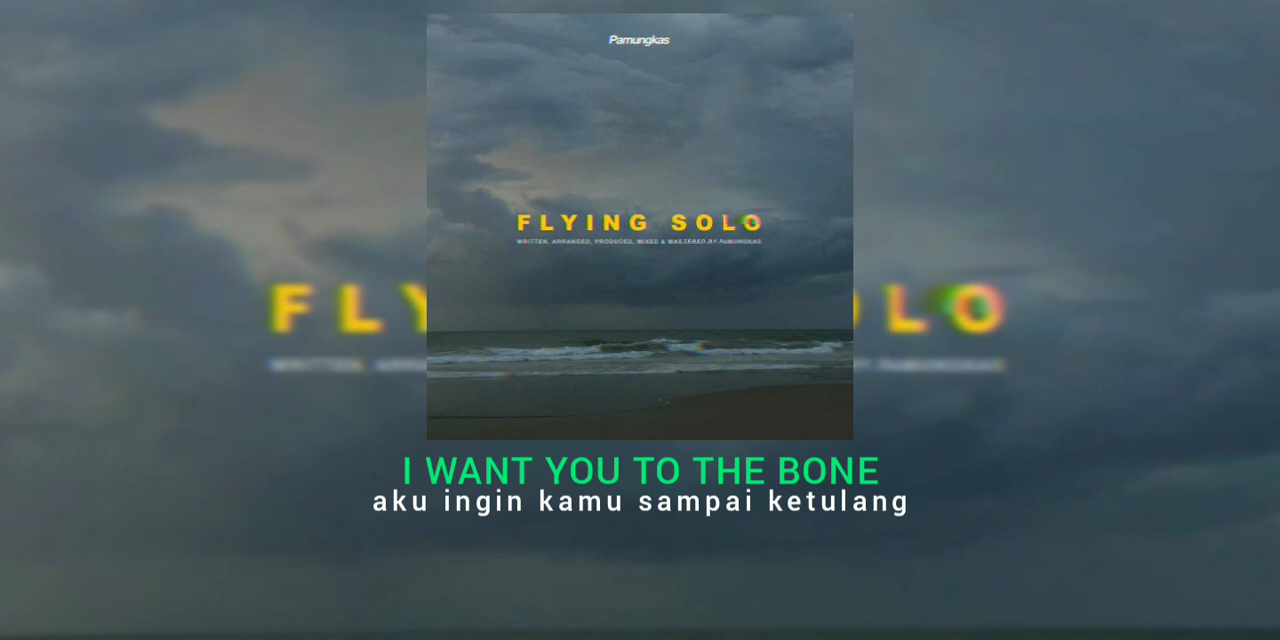 Pamungkas
FLYING SOLO
WRITTEN, ARRANGED, PRODUCED, MIXED & MASTERED BY PAMUNGKAS
I WANT YOU TO THE BONE
aku ingin kamu sampai ketulang